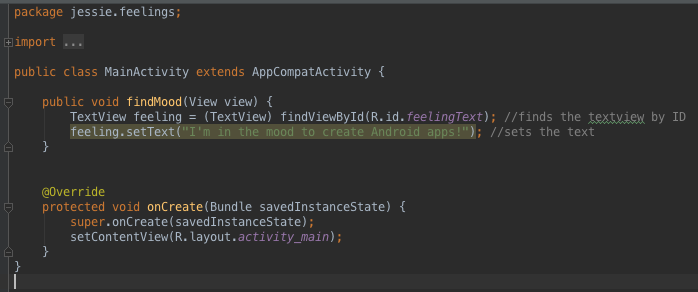 package jessie.feelings;
import ...
public class MainActivity extends AppCompatActivity {
public void findMood(View view) {
TextView feeling = (TextView) findViewById(R.id.feelingText); //finds the textview by ID
feeling.setText("I'm in the mood to create Android apps!"); //sets the text
}
@Override
protected void onCreate(Bundle savedInstanceState) {
super.onCreate(savedInstanceState);
setContentView(R.layout.activity_main);
}
}